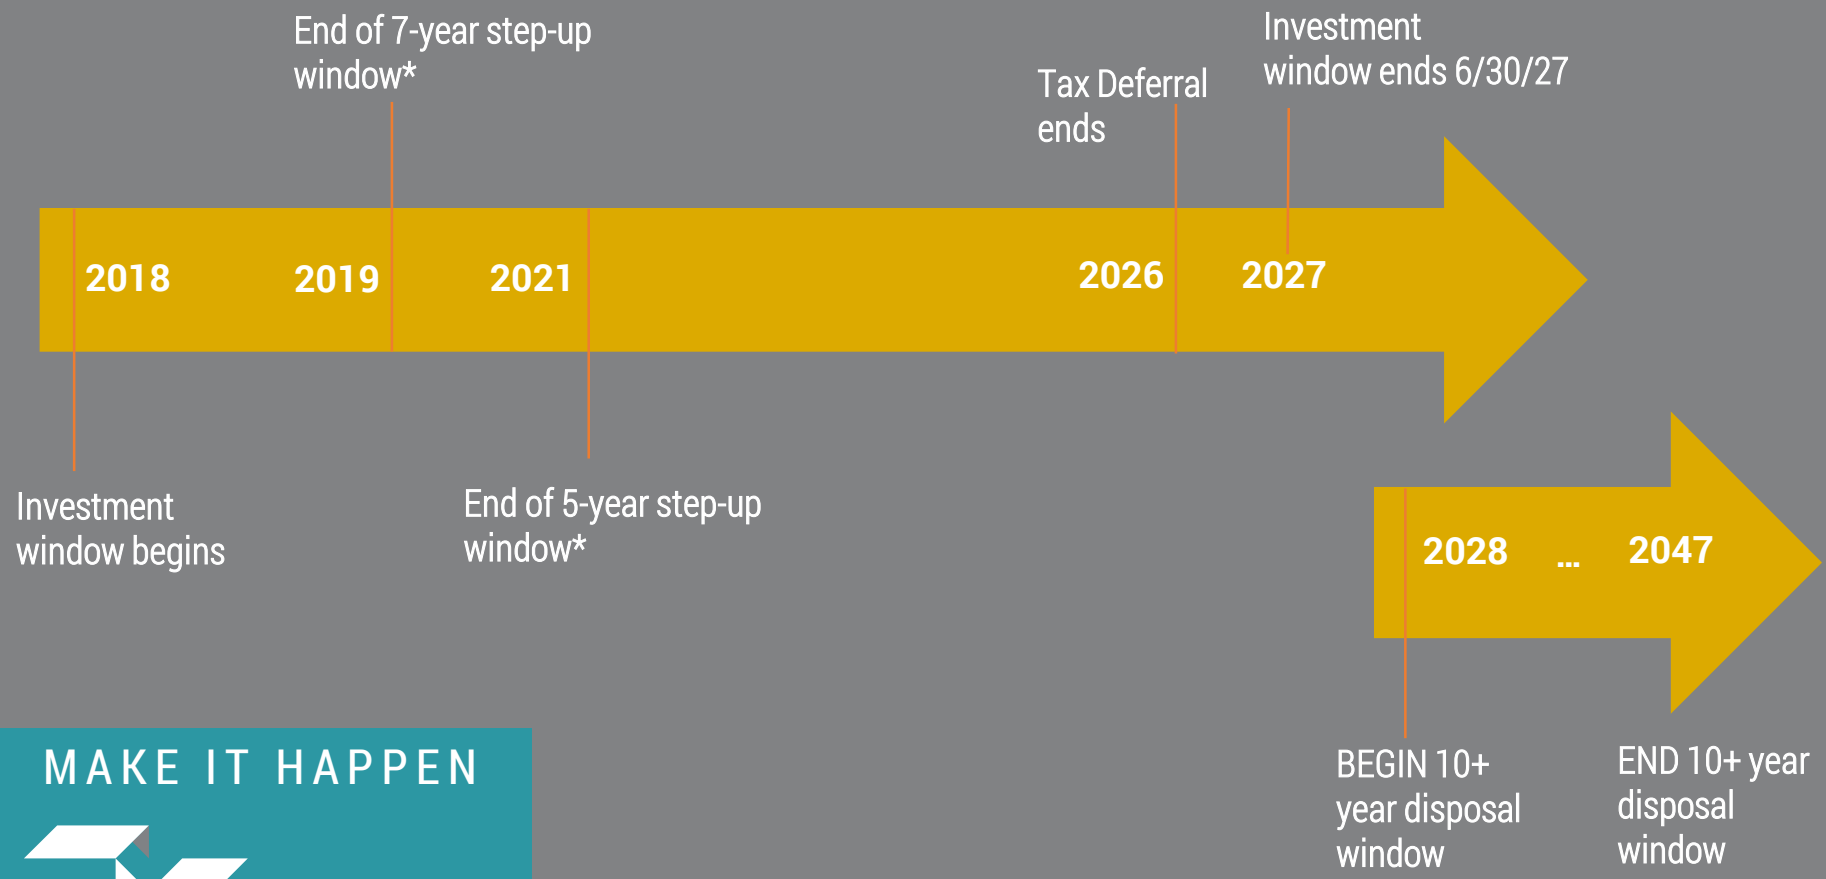 End of 7-year step-up
window*
Tax Deferral
ends
Investment
window ends 6/30/27
2018
2019
2021
2026
2027
Investment
window begins
End of 5-year step-up
window*
2028 ... 2047
BEGIN 10+
year disposal
window
END 10+ year
disposal
window
MAKE IT HAPPEN